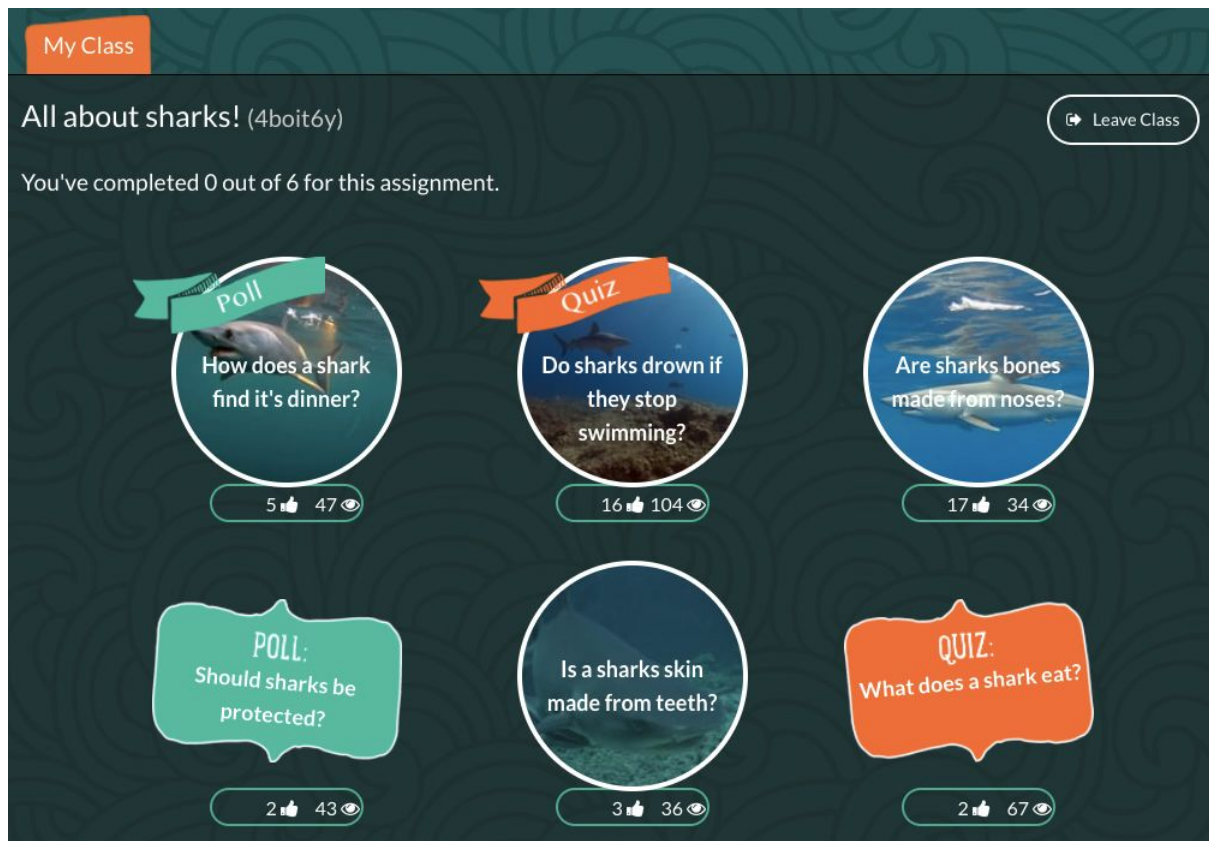 My Class
All about sharks! (4boit6y)
Leave Class
You've completed 0 out of 6 for this assignment.
Poll
How does a shark
find it's dinner?
5 47
Quiz
Do sharks drown if
they stop
swimming?
16 104
Are sharks bones
made from noses?
17 34
POLL:
Should sharks be
protected?
2 43
Is a sharks skin
made from teeth?
3 36
QUIZ:
What does a shark eat?
2 67